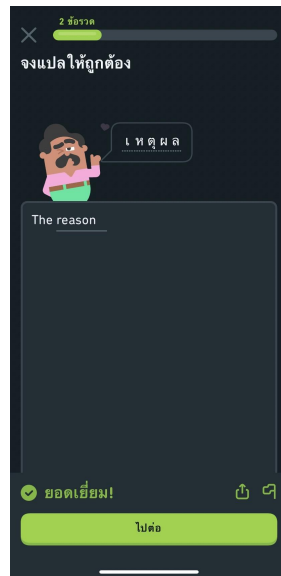 2 ข้อรวด
จงแปลให้ถูกต้อง
เ ห ตุ ผ ล
The reason
ยอดเยี่ยม!
ไปต่อ